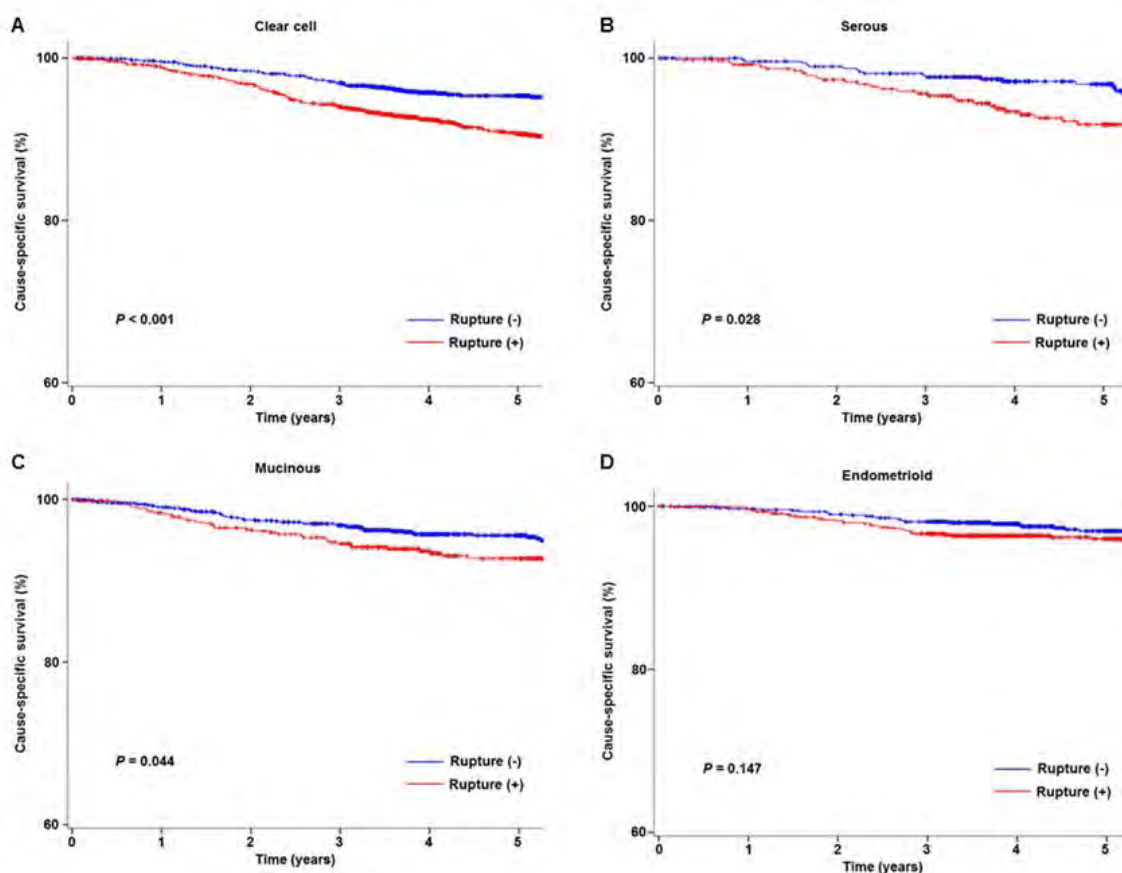 A
Clear cell
Cause-specific survival (%)
100
80
60
P < 0.001
Rupture (-)
Rupture (+)
0 1 2 3 4 5
Time (years)
B
Serous
Cause-specific survival (%)
100
80
60
P = 0.028
Rupture (-)
Rupture (+)
0 1 2 3 4 5
Time (years)
C
Mucinous
Cause-specific survival (%)
100
80
60
P = 0.044
Rupture (-)
Rupture (+)
0 1 2 3 4 5
Time (years)
D
Endometrioid
Cause-specific survival (%)
100
80
60
P = 0.147
Rupture (-)
Rupture (+)
0 1 2 3 4 5
Time (years)